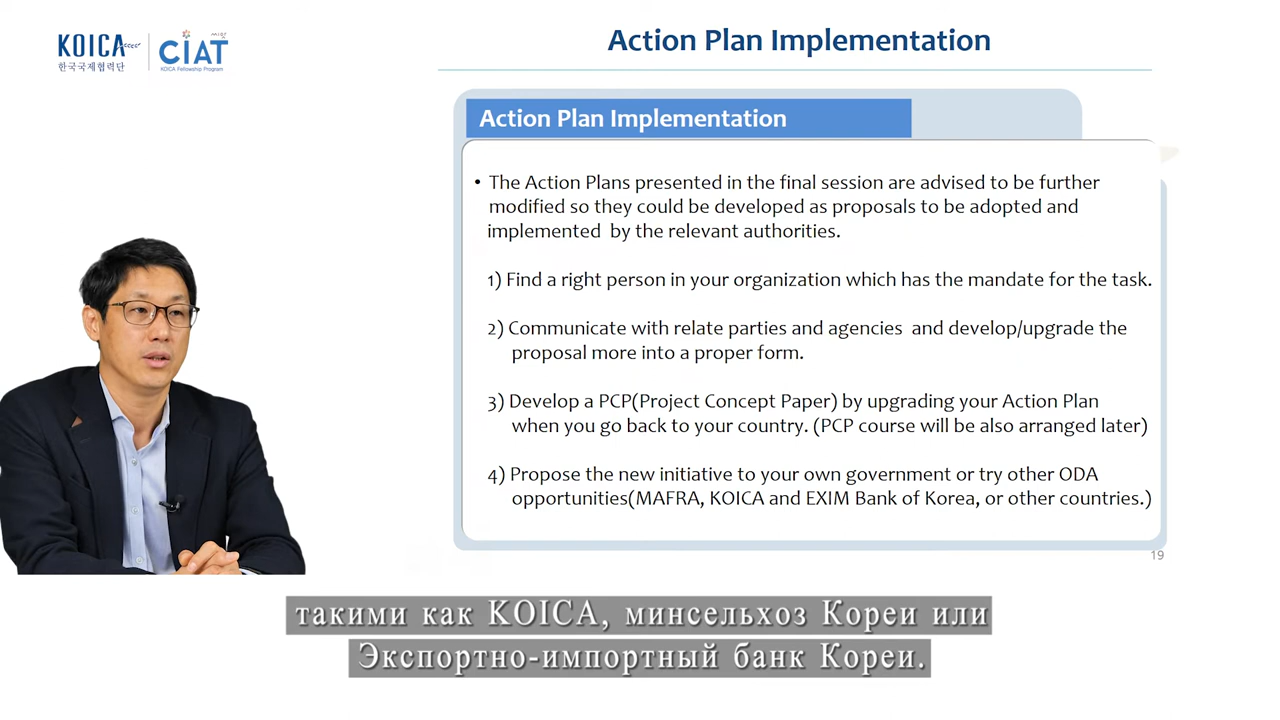 KOICA
한국국제협력단
CIAT
KOICA Fellowship Program
Action Plan Implementation
Action Plan Implementation
• The Action Plans presented in the final session are advised to be further
modified so they could be developed as proposals to be adopted and
implemented by the relevant authorities.
1) Find a right person in your organization which has the mandate for the task.
2) Communicate with relate parties and agencies and develop/upgrade the
proposal more into a proper form.
3) Develop a PCP(Project Concept Paper) by upgrading your Action Plan
when you go back to your country. (PCP course will be also arranged later)
4) Propose the new initiative to your own government or try other ODA
opportunities(MAFRA, KOICA and EXIM Bank of Korea, or other countries.)
19
такими как KOICA, минсельхоз Кореи или
Экспортно-импортный банк Кореи.